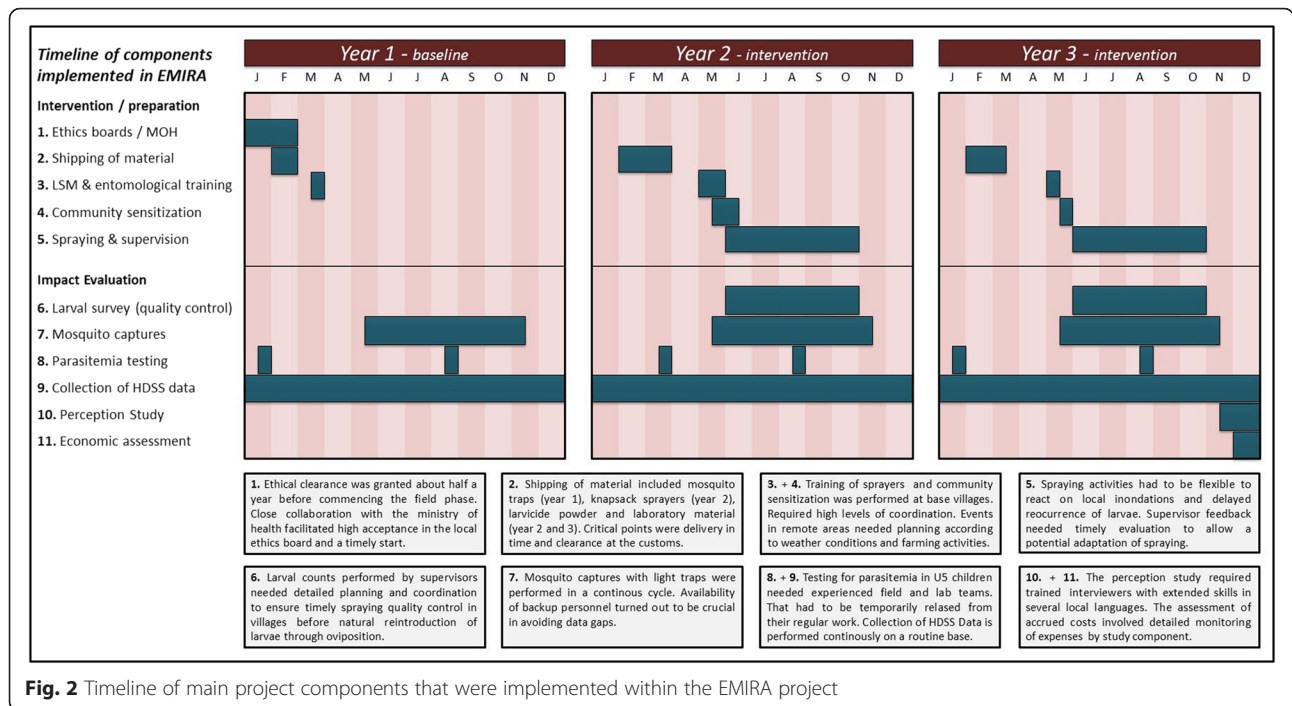 Timeline of components
implemented in EMIRA
Year 1 - baseline
Year 2 - intervention
Year 3 - intervention
J F M A M J J A S O N D
J F M A M J J A S O N D
J F M A M J J A S O N D
Intervention / preparation
1. Ethics boards / MOH
2. Shipping of material
3. LSM & entomological training
4. Community sensitization
5. Spraying & supervision
Impact Evaluation
6. Larval survey (quality control)
7. Mosquito captures
8. Parasitemia testing
9. Collection of HDSS data
10. Perception Study
11. Economic assessment
1. Ethical clearance was granted about half a
year before commencing the field phase.
Close collaboration with the ministry of
health facilitated high acceptance in the local
ethics board and a timely start.
2. Shipping of material included mosquito
traps (year 1), knapsack sprayers (year 2),
larvicide powder and laboratory material
(year 2 and 3). Critical points were delivery in
time and clearance at the customs.
3. + 4. Training of sprayers and community
sensitization was performed at base villages.
Required high levels of coordination. Events
in remote areas needed planning according
to weather conditions and farming activities.
5. Spraying activities had to be flexible to
react on local inondations and delayed
reocurrence of larvae. Supervisor feedback
needed timely evaluation to allow a
potential adaptation of spraying.
6. Larval counts performed by supervisors
needed detailed planning and coordination
to ensure timely spraying quality control in
villages before natural reintroduction of
larvae through oviposition.
7. Mosquito captures with light traps were
performed in a continous cycle. Availability
of backup personnel turned out to be crucial
in avoiding data gaps.
8. + 9. Testing for parasitemia in U5 children
needed experienced field and lab teams.
That had to be temporarily relased from
their regular work. Collection of HDSS Data is
performed continously on a routine base.
10. + 11. The perception study required
trained interviewers with extended skills in
several local languages. The assessment of
accrued costs involved detailed monitoring
of expenses by study component.
Fig. 2 Timeline of main project components that were implemented within the EMIRA project